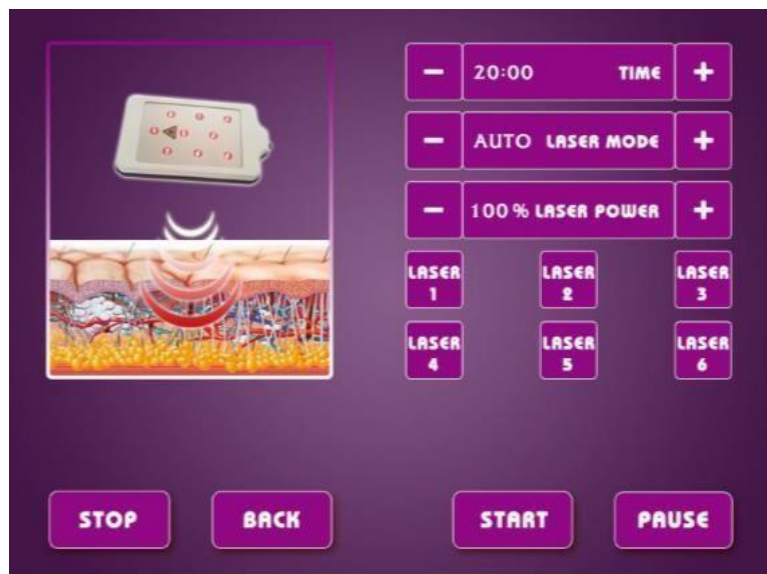 − 20:00 TIME +
− AUTO LASER MODE +
− 100% LASER POWER +
LASER 1
LASER 2
LASER 3
LASER 4
LASER 5
LASER 6
STOP BACK START PAUSE